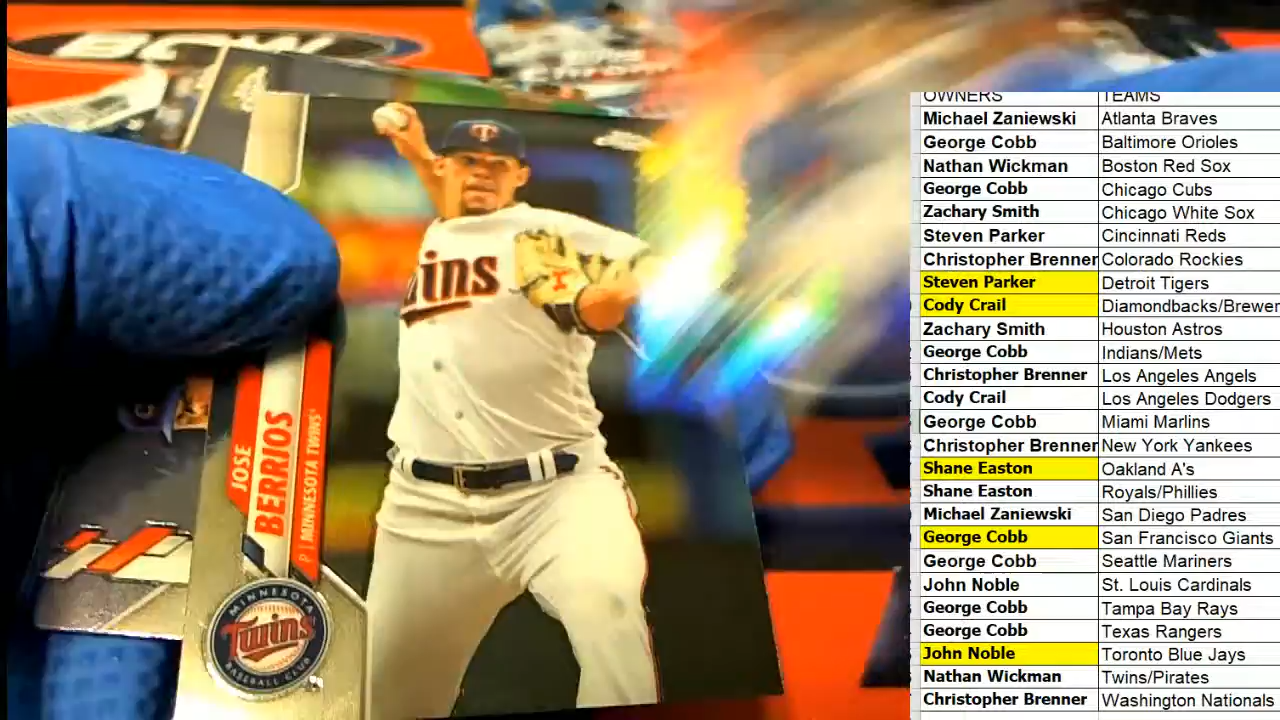 BCW
T
Twins
JOSE
BERRIOS
P | MINNESOTA TWINS
MINNESOTA
Twins
BASEBALL CLUB
OWNERS TEAMS
Michael Zaniewski Atlanta Braves
George Cobb Baltimore Orioles
Nathan Wickman Boston Red Sox
George Cobb Chicago Cubs
Zachary Smith Chicago White Sox
Steven Parker Cincinnati Reds
Christopher Brenner Colorado Rockies
Steven Parker Detroit Tigers
Cody Crail Diamondbacks/Brewer
Zachary Smith Houston Astros
George Cobb Indians/Mets
Christopher Brenner Los Angeles Angels
Cody Crail Los Angeles Dodgers
George Cobb Miami Marlins
Christopher Brenner New York Yankees
Shane Easton Oakland A's
Shane Easton Royals/Phillies
Michael Zaniewski San Diego Padres
George Cobb San Francisco Giants
George Cobb Seattle Mariners
John Noble St. Louis Cardinals
George Cobb Tampa Bay Rays
George Cobb Texas Rangers
John Noble Toronto Blue Jays
Nathan Wickman Twins/Pirates
Christopher Brenner Washington Nationals